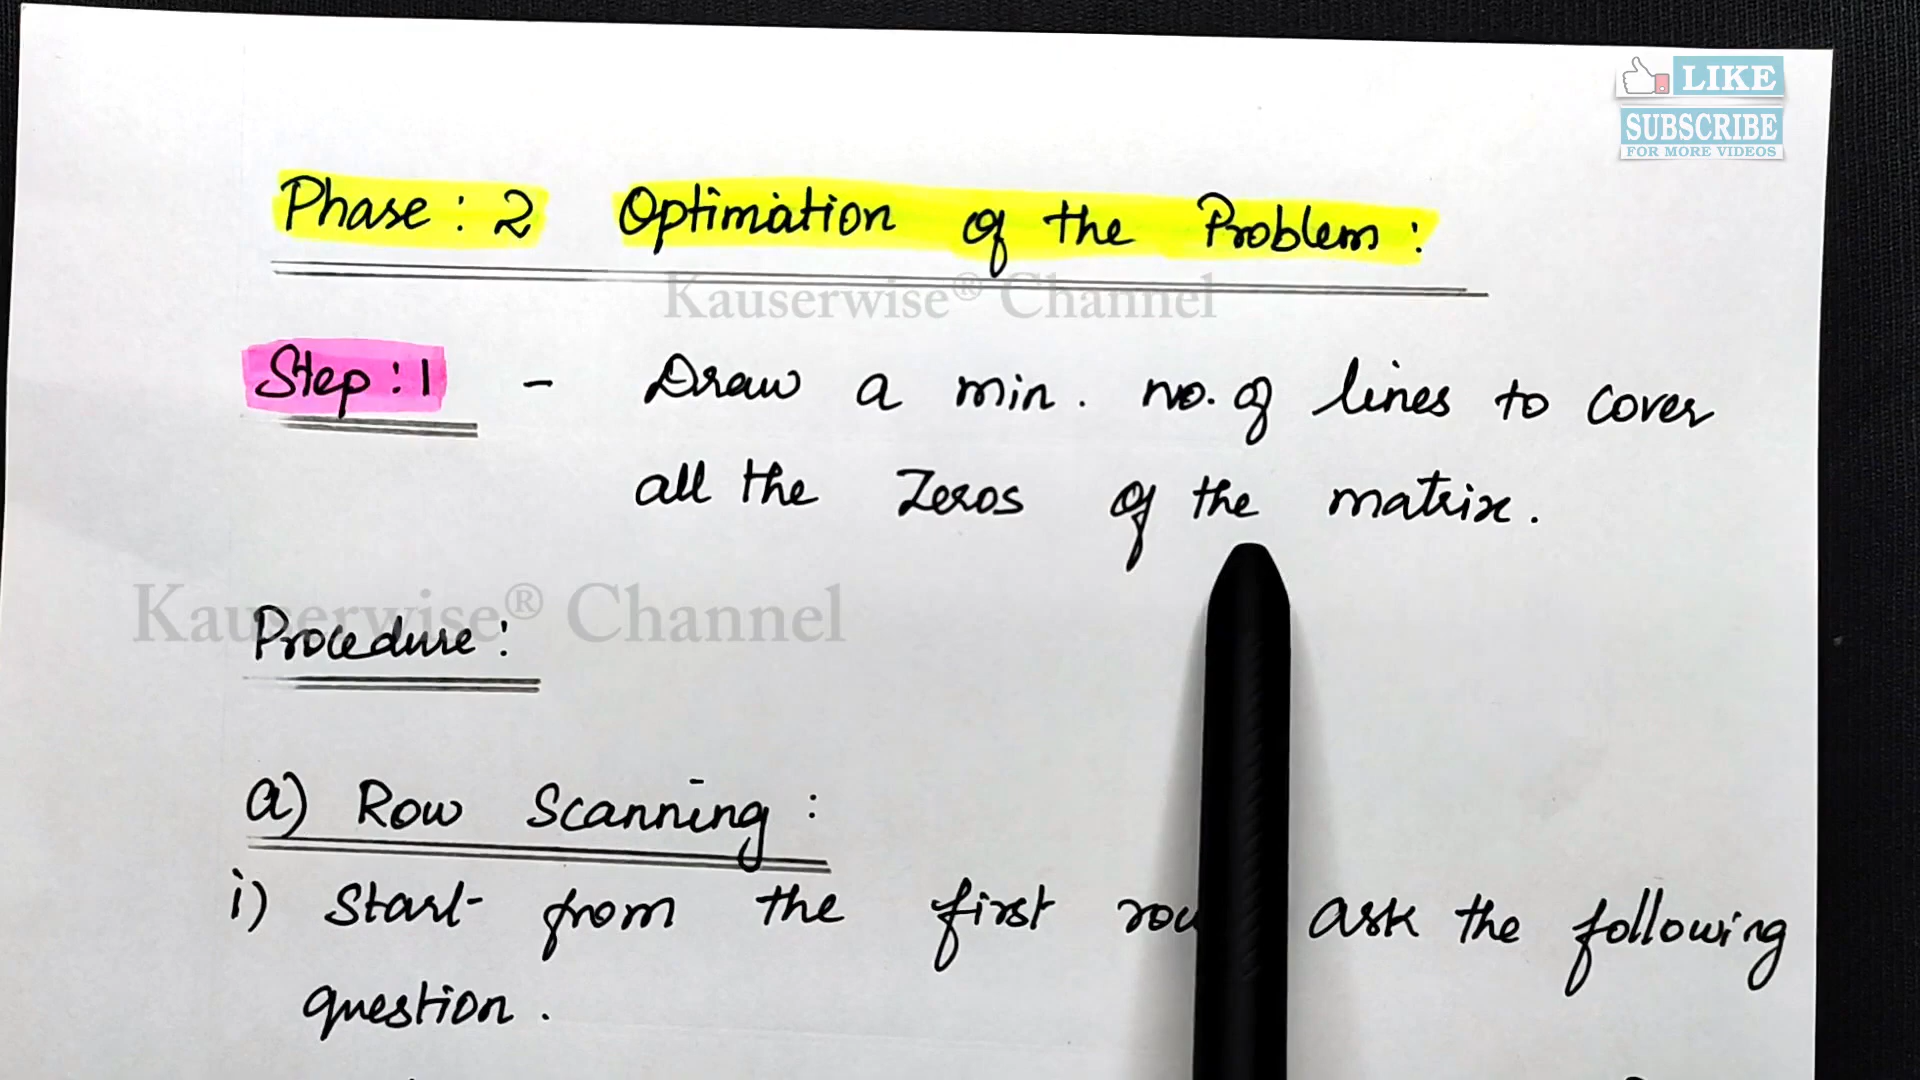 LIKE
SUBSCRIBE
FOR MORE VIDEOS
Phase : 2 Optimation of the Problem :
Kauserwise® Channel
Step : 1 - Draw a min. no. of lines to cover
all the Zeros of the matrix.
Kauserwise® Channel
Procedure :
a) Row Scanning :
i) Start from the first ask the following
question.